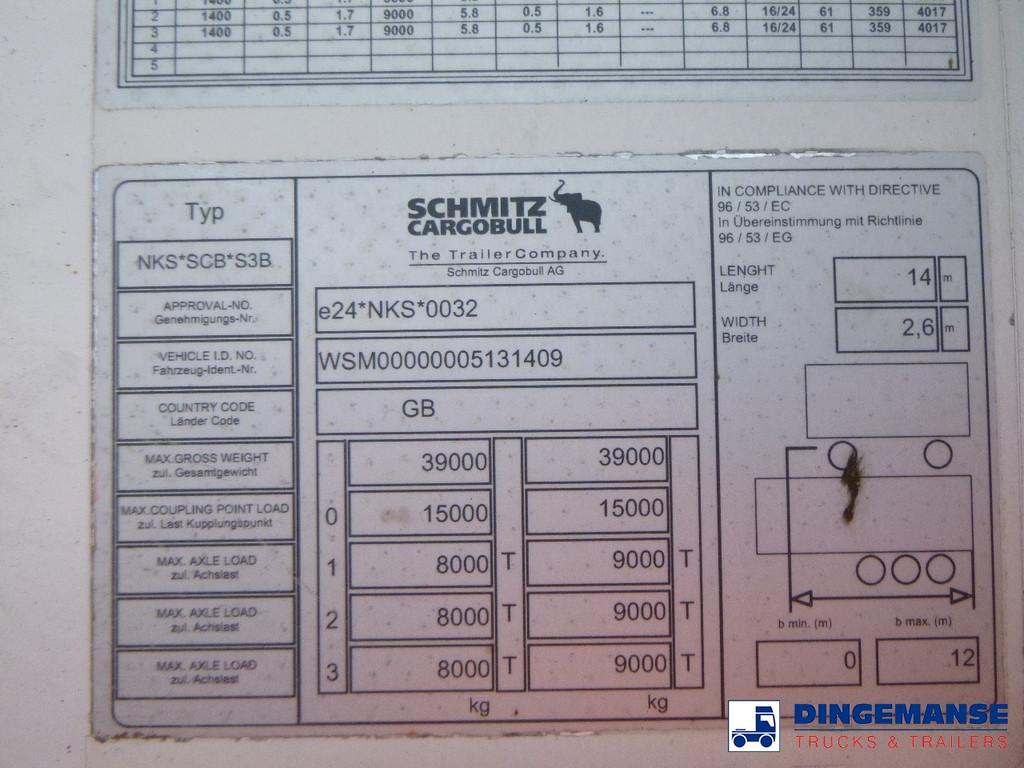 2 1400 0.5 1.7 9000 5.8 0.5 1.6 --- 6.8 16/24 61 359 4017
3 1400 0.5 1.7 9000 5.8 0.5 1.6 --- 6.8 16/24 61 359 4017
4
5
Typ
NKS*SCB*S3B
SCHMITZ
CARGOBULL
The Trailer Company.
Schmitz Cargobull AG
IN COMPLIANCE WITH DIRECTIVE
96 / 53 / EC
In Übereinstimmung mit Richtlinie
96 / 53 / EG
LENGHT
Länge
14 m
WIDTH
Breite
2,6 m
APPROVAL-NO.
Genehmigungs-Nr.
e24*NKS*0032
VEHICLE I.D. NO.
Fahrzeug-Ident.-Nr.
WSM00000005131409
COUNTRY CODE
Länder Code
GB
MAX.GROSS WEIGHT
zul. Gesamtgewicht
39000 39000
MAX.COUPLING POINT LOAD
zul. Last Kupplungspunkt
0 15000 15000
MAX. AXLE LOAD
zul. Achslast
1 8000 T 9000 T
MAX. AXLE LOAD
zul. Achslast
2 8000 T 9000 T
MAX. AXLE LOAD
zul. Achslast
3 8000 T 9000 T
kg kg
b min. (m) b max. (m)
0 12
DINGEMANSE
TRUCKS & TRAILERS